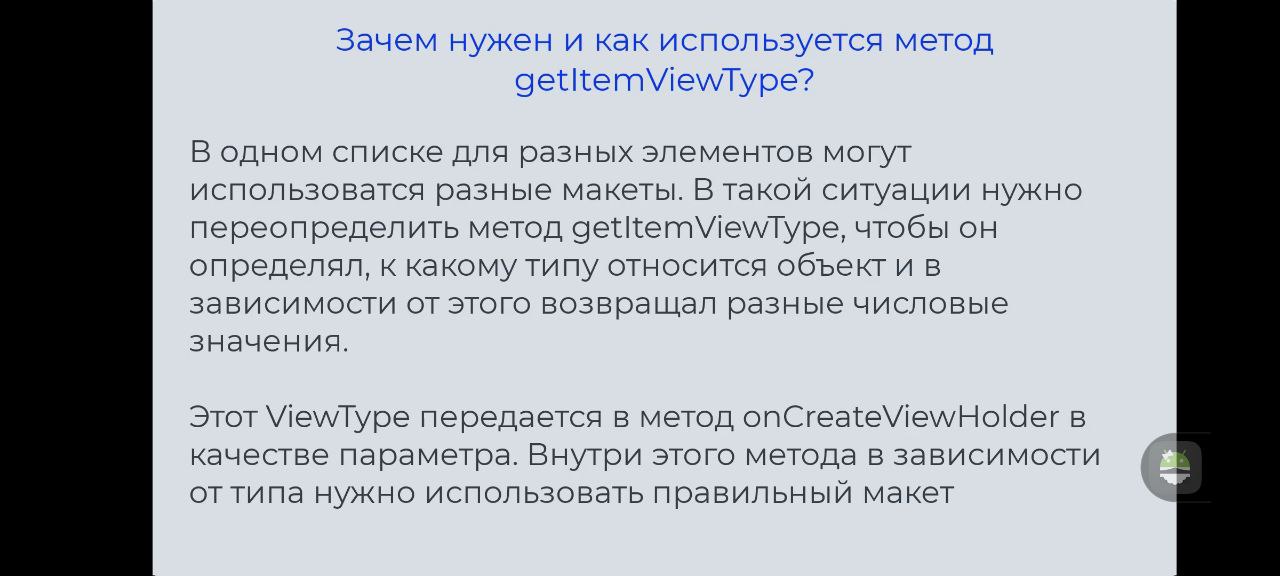 Зачем нужен и как используется метод
getItemViewType?
В одном списке для разных элементов могут
использоватся разные макеты. В такой ситуации нужно
переопределить метод getItemViewType, чтобы он
определял, к какому типу относится объект и в
зависимости от этого возвращал разные числовые
значения.
Этот ViewType передается в метод onCreateViewHolder в
качестве параметра. Внутри этого метода в зависимости
от типа нужно использовать правильный макет